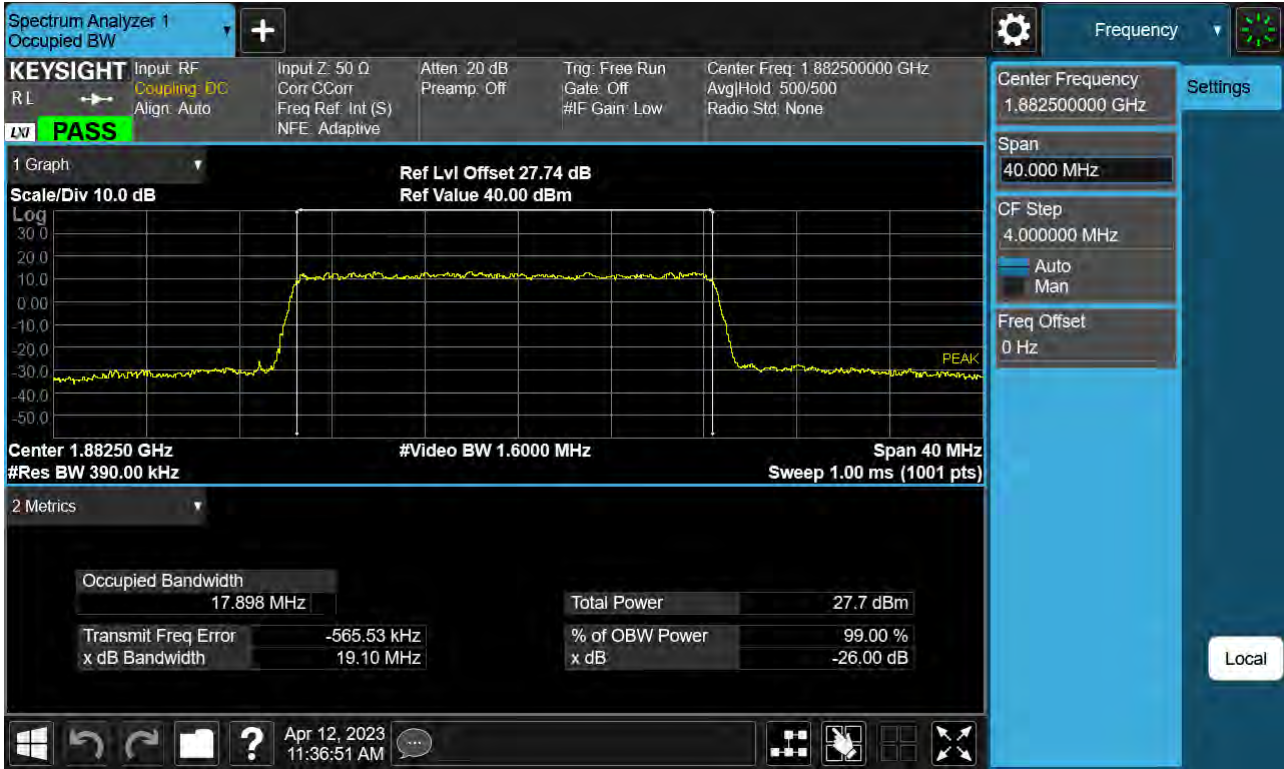 Spectrum Analyzer 1
Occupied BW
Frequency
KEYSIGHT
Input: RF
Coupling: DC
Align: Auto
Input Z: 50 Ω
Corr CCorr
Freq Ref: Int (S)
NFE: Adaptive
Atten: 20 dB
Preamp: Off
Trig: Free Run
Gate: Off
#IF Gain: Low
Center Freq: 1.882500000 GHz
Avg|Hold: 500/500
Radio Std: None
R L
LXI
PASS
Center Frequency
1.882500000 GHz
Settings
Span
40.000 MHz
CF Step
4.000000 MHz
Auto
Man
Freq Offset
0 Hz
Local
1 Graph
Scale/Div 10.0 dB
Ref Lvl Offset 27.74 dB
Ref Value 40.00 dBm
Log
30.0
20.0
10.0
0.00
-10.0
-20.0
-30.0
-40.0
-50.0
PEAK
Center 1.88250 GHz
#Video BW 1.6000 MHz
Span 40 MHz
#Res BW 390.00 kHz
Sweep 1.00 ms (1001 pts)
2 Metrics
Occupied Bandwidth
17.898 MHz
Total Power 27.7 dBm
Transmit Freq Error -565.53 kHz
% of OBW Power 99.00 %
x dB Bandwidth 19.10 MHz
x dB -26.00 dB
?
Apr 12, 2023
11:36:51 AM